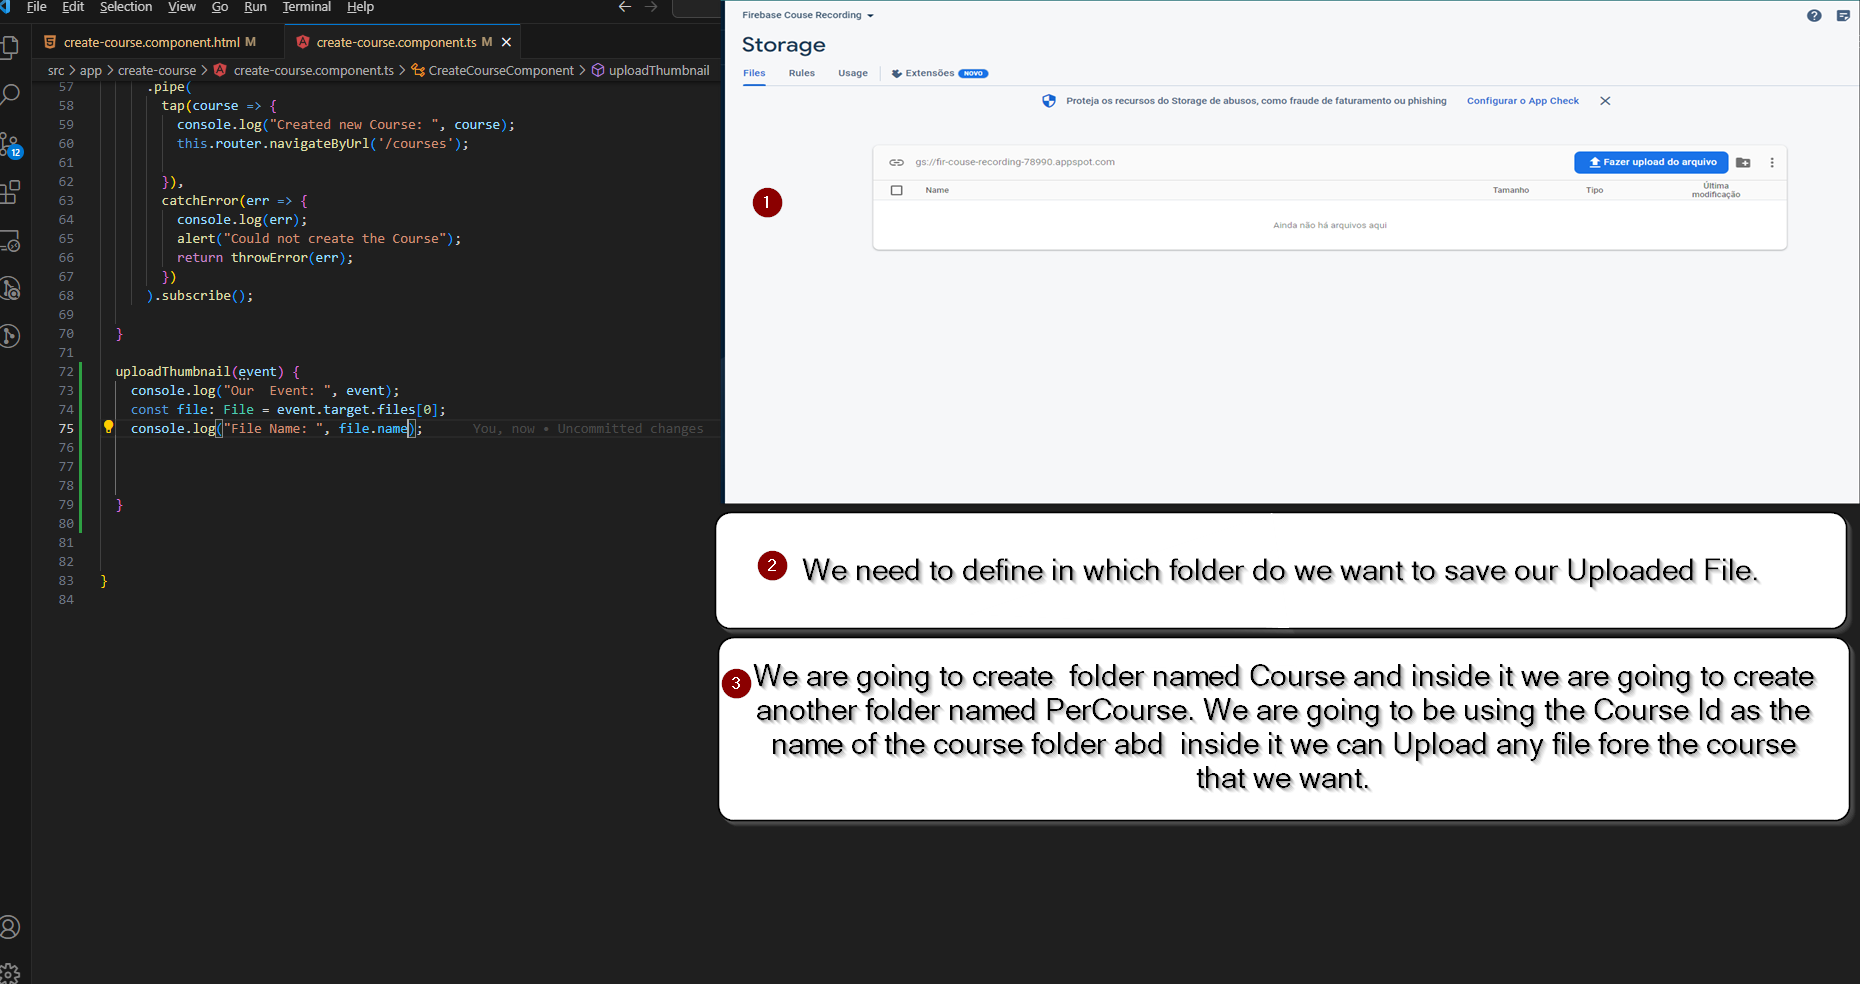 File Edit Selection View Go Run Terminal Help
create-course.component.html M
create-course.component.ts M
src > app > create-course > create-course.component.ts > CreateCourseComponent > uploadThumbnail
57 .pipe(
58 tap(course => {
59 console.log("Created new Course: ", course);
60 this.router.navigateByUrl('/courses');
61
62 }),
63 catchError(err => {
64 console.log(err);
65 alert("Could not create the Course");
66 return throwError(err);
67 })
68 ).subscribe();
69
70 }
71
72 uploadThumbnail(event) {
73 console.log("Our  Event: ", event);
74 const file: File = event.target.files[0];
75 console.log("File Name: ", file.name); You, now • Uncommitted changes
76
77
78
79 }
80
81
82
83 }
84
12
Firebase Couse Recording
Storage
Files Rules Usage Extensões NOVO
Proteja os recursos do Storage de abusos, como fraude de faturamento ou phishing Configurar o App Check
gs://fir-couse-recording-78990.appspot.com Fazer upload do arquivo
Name Tamanho Tipo Última
modificação
1
Ainda não há arquivos aqui
2 We need to define in which folder do we want to save our Uploaded File.
3 We are going to create  folder named Course and inside it we are going to create
another folder named PerCourse. We are going to be using the Course Id as the
name of the course folder abd  inside it we can Upload any file fore the course
that we want.